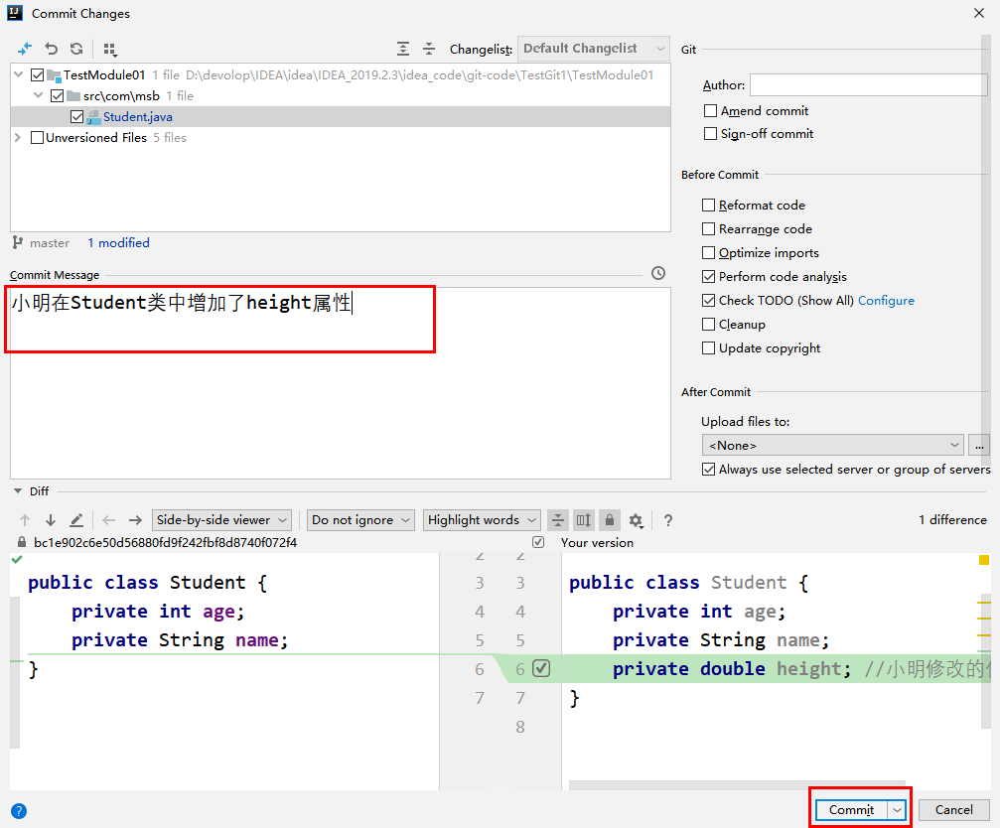 Commit Changes
Changelist: Default Changelist
TestModule01 1 file D:\devolop\IDEA\idea\IDEA_2019.2.3\idea_code\git-code\TestGit1\TestModule01
src\com\msb 1 file
Student.java
Unversioned Files 5 files
master 1 modified
Commit Message
小明在Student类中增加了height属性
Git
Author:
Amend commit
Sign-off commit
Before Commit
Reformat code
Rearrange code
Optimize imports
Perform code analysis
Check TODO (Show All) Configure
Cleanup
Update copyright
After Commit
Upload files to:
<None>
...
Always use selected server or group of servers
Diff
Side-by-side viewer Do not ignore Highlight words ? 1 difference
bc1e902c6e50d56880fd9f242fbf8d8740f072f4 Your version
2 2
public class Student { 3 3 public class Student {
private int age; 4 4 private int age;
private String name; 5 5 private String name;
} 6 6 private double height; //小明修改的
7 7 }
8
? Commit Cancel